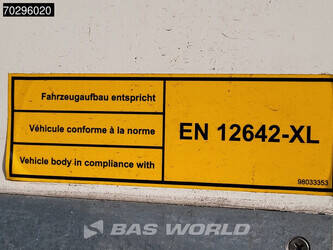 70296020
Fahrzeugaufbau entspricht
Véhicule conforme à la norme
Vehicle body in compliance with
EN 12642-XL
98033353
BAS WORLD